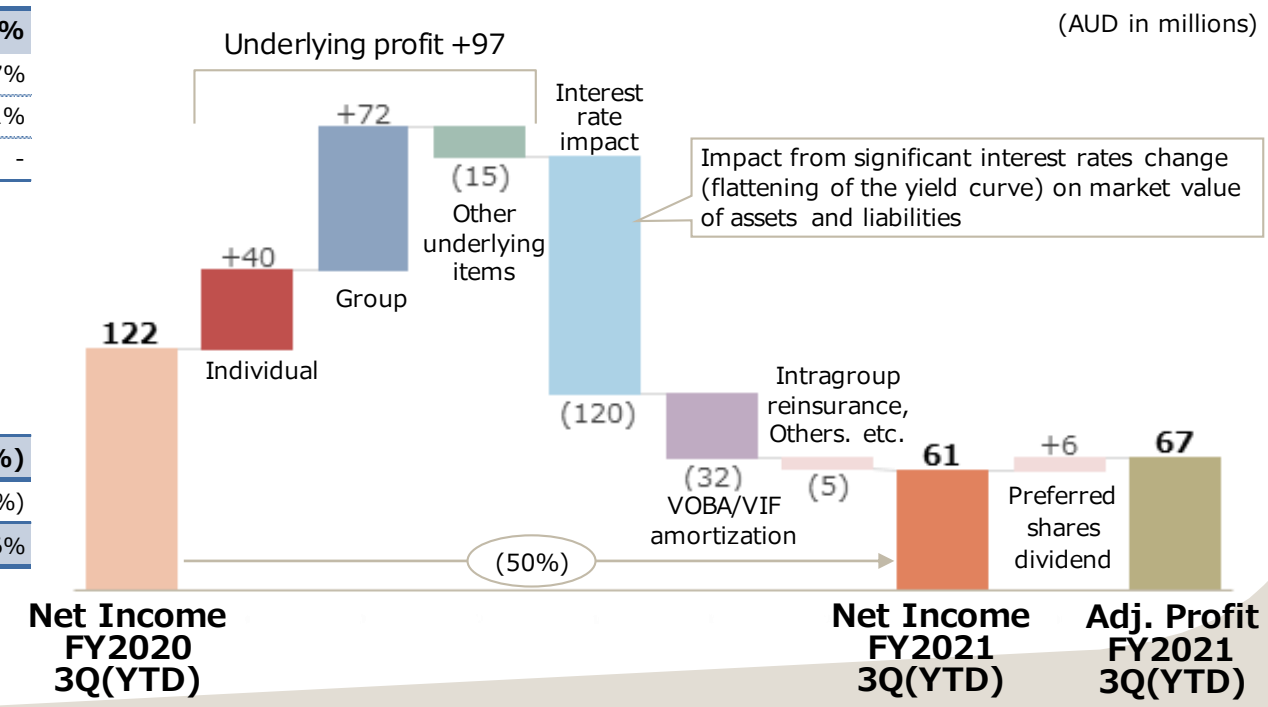 %
(AUD in millions)
Underlying profit +97
%
%
-
+72
Interest
rate
impact
(15)
Other
underlying
items
Impact from significant interest rates change
(flattening of the yield curve) on market value
of assets and liabilities
+40
Group
122
Individual
(120)
Intragroup
reinsurance,
Others. etc.
%)
%)
%
(32)
VOBA/VIF
amortization
(5)
61
+6
67
Preferred
shares
dividend
(50%)
Net Income
FY2020
3Q(YTD)
Net Income
FY2021
3Q(YTD)
Adj. Profit
FY2021
3Q(YTD)